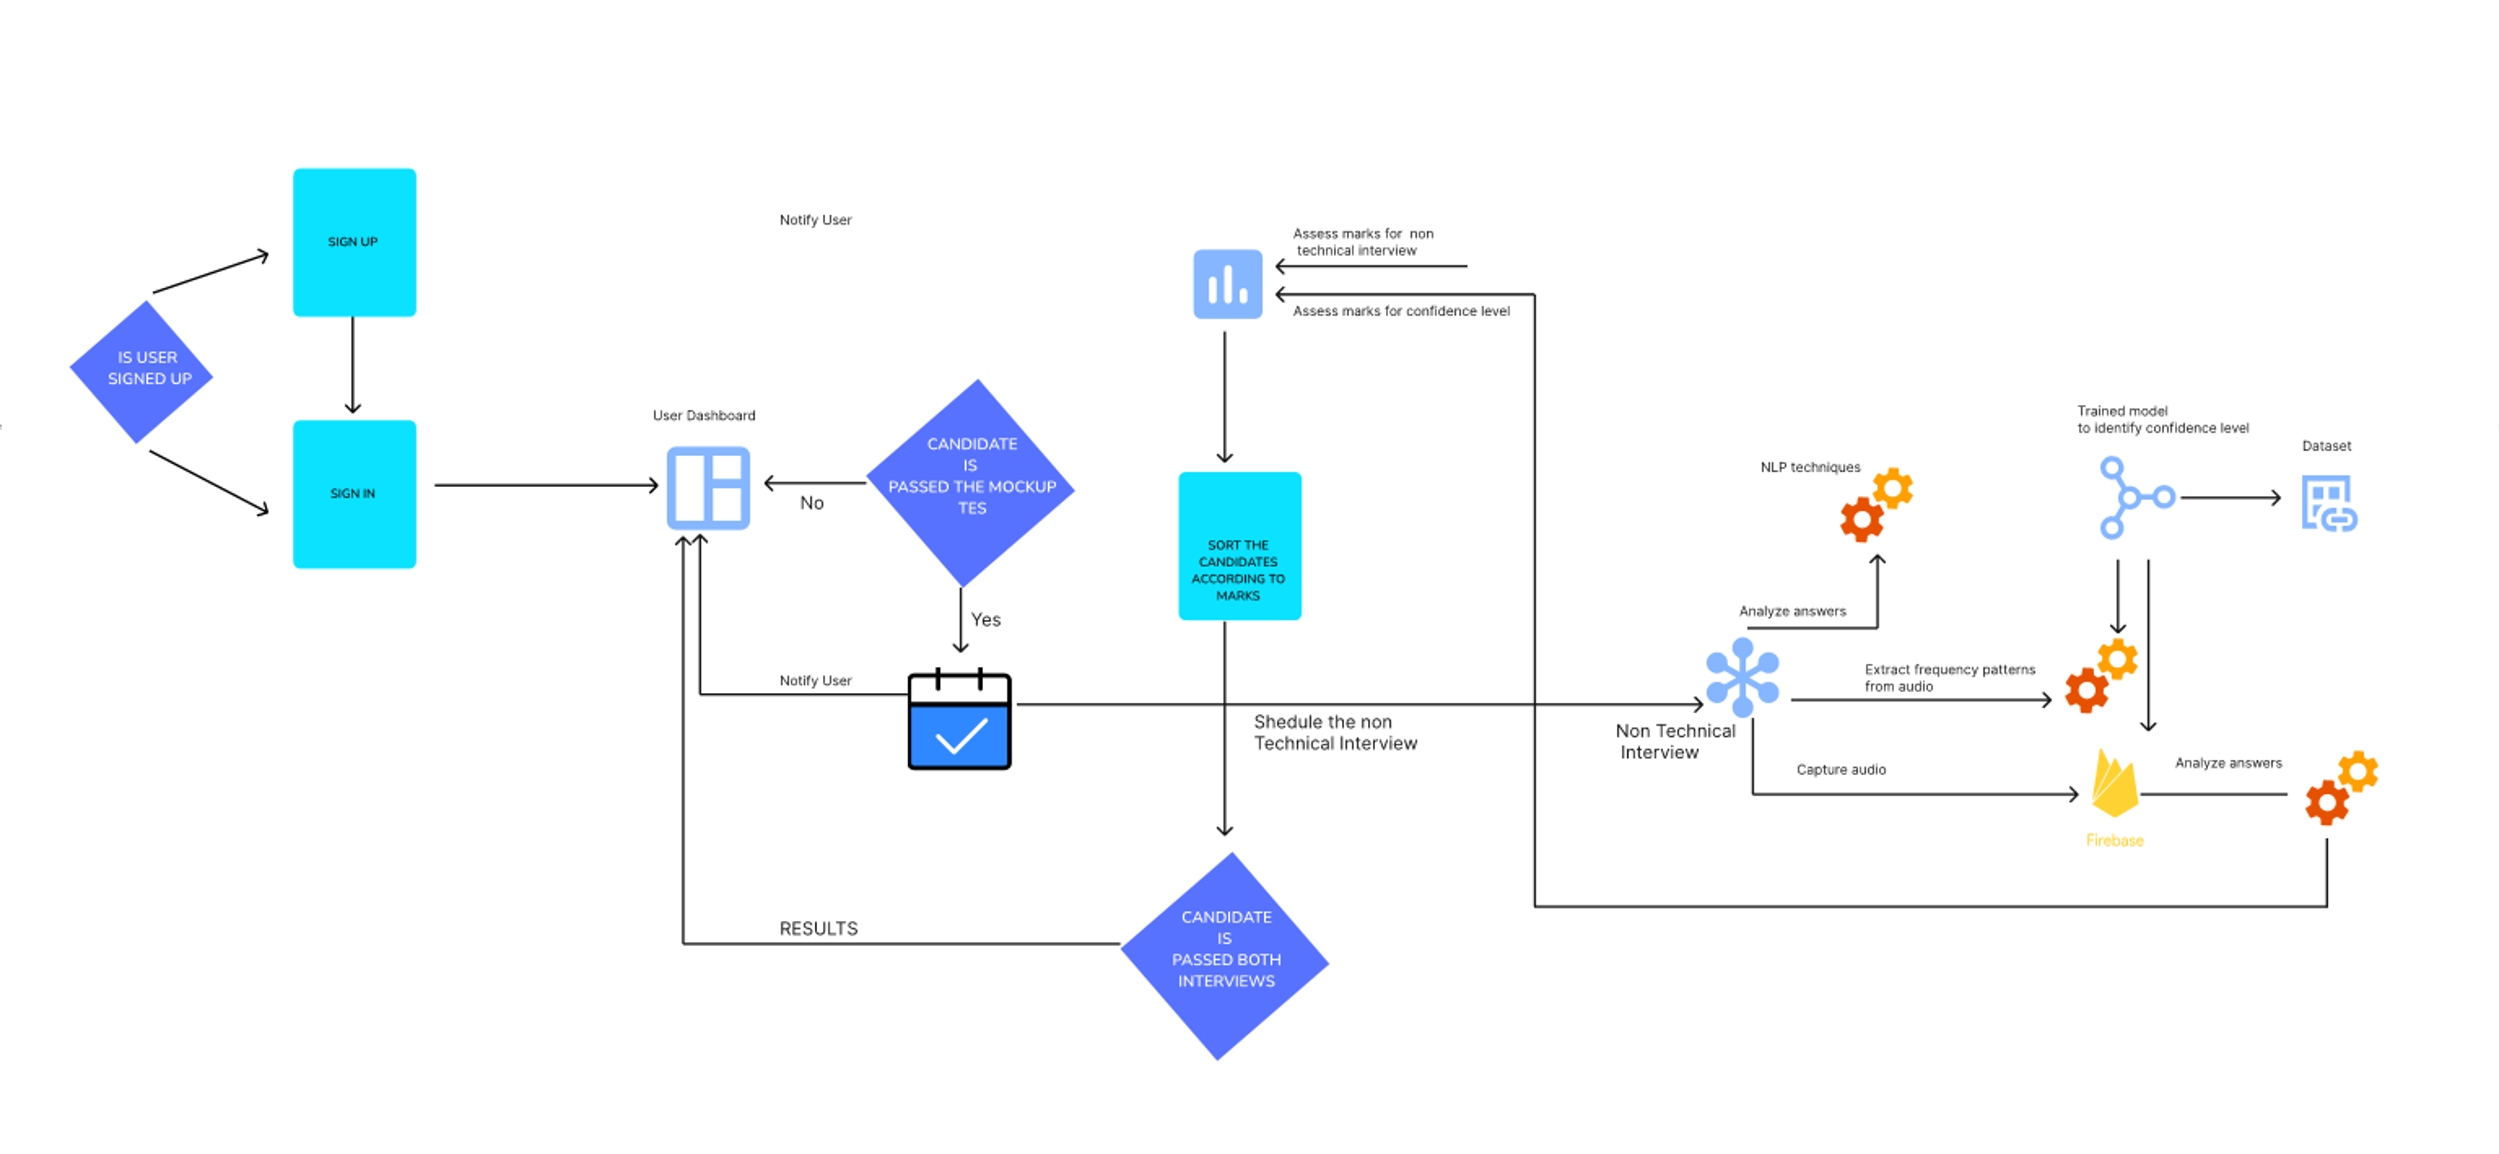 SIGN UP
IS USER
SIGNED UP
SIGN IN
Notify User
User Dashboard
CANDIDATE
IS
PASSED THE MOCKUP
TES
No
Yes
Notify User
RESULTS
Assess marks for  non
technical interview
Assess marks for confidence level
SORT THE
CANDIDATES
ACCORDING TO
MARKS
Shedule the non
Technical Interview
CANDIDATE
IS
PASSED BOTH
INTERVIEWS
Non Technical
Interview
NLP techniques
Analyze answers
Extract frequency patterns
from audio
Capture audio
Trained model
to identify confidence level
Dataset
Analyze answers
Firebase